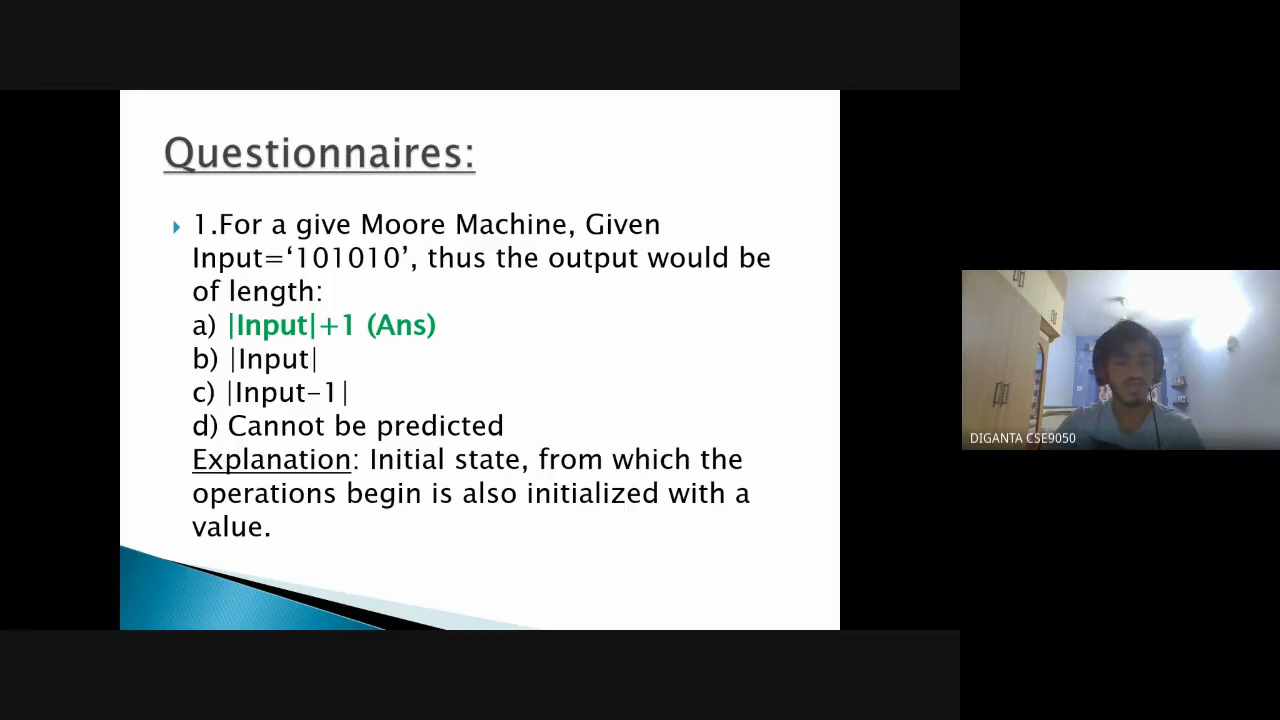 Questionnaires:
1.For a give Moore Machine, Given
Input=‘101010’, thus the output would be
of length:
a) |Input|+1 (Ans)
b) |Input|
c) |Input-1|
d) Cannot be predicted
Explanation: Initial state, from which the
operations begin is also initialized with a
value.
DIGANTA CSE9050